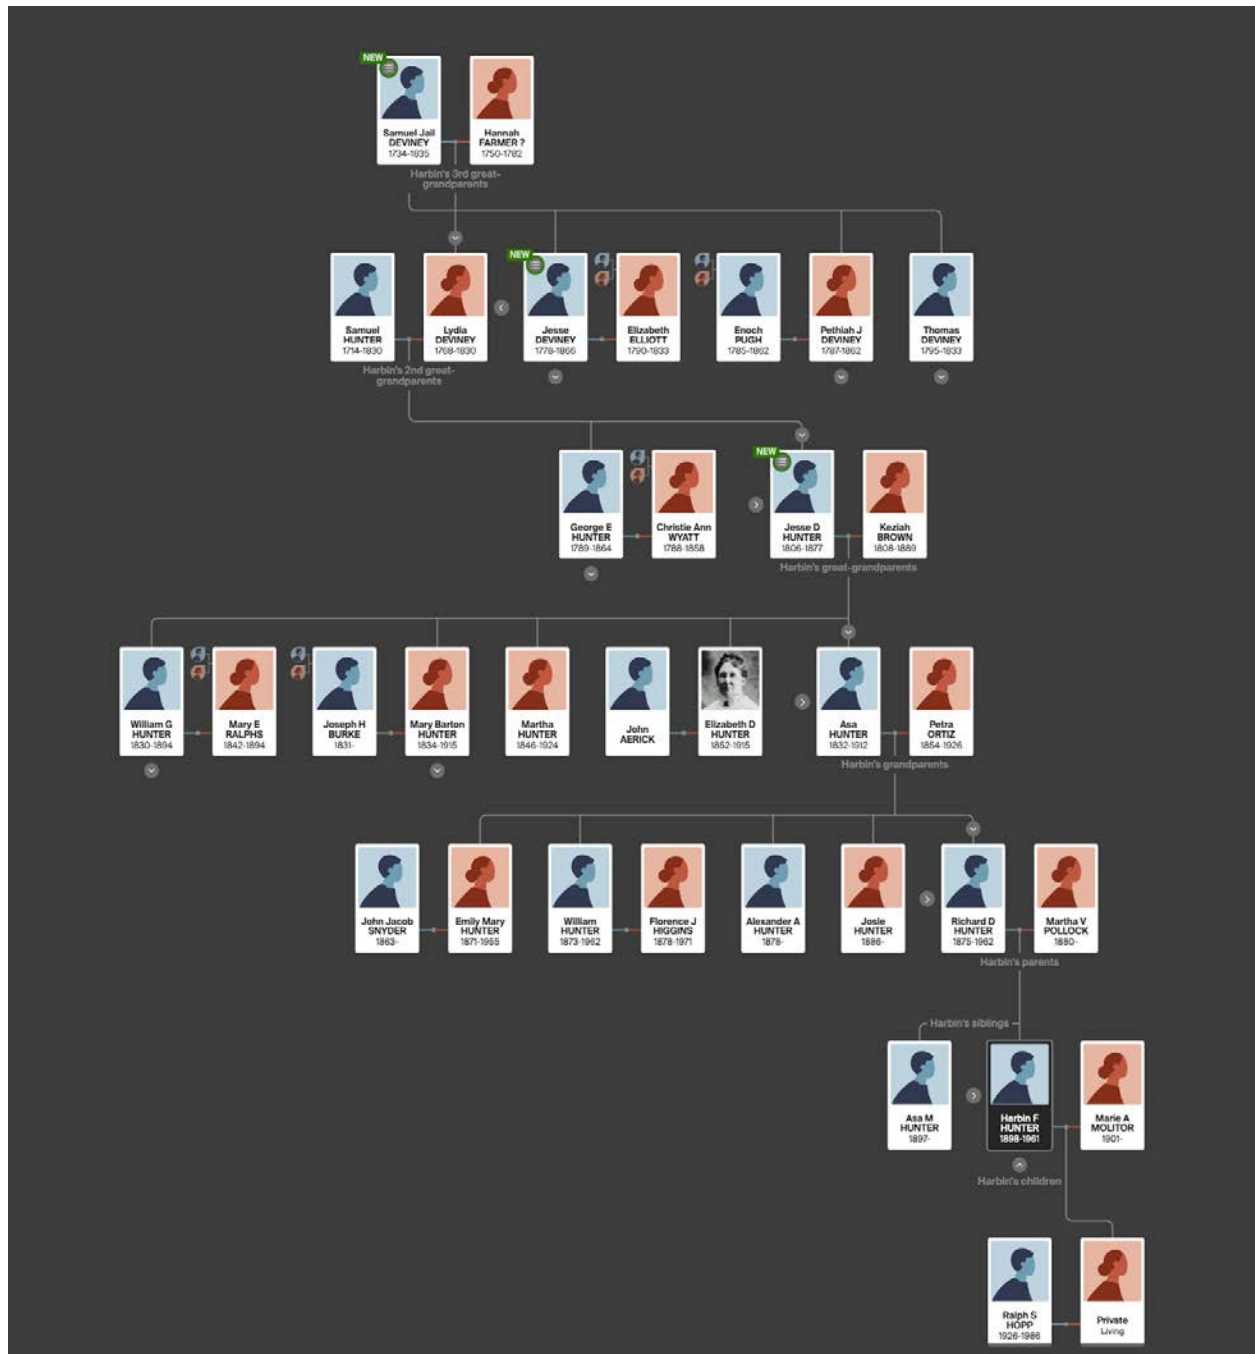 NEW
Samuel Jail
DEVINEY
1734-1835
Hannah
FARMER ?
1750-1782
Harbin's 3rd great-
grandparents
Samuel
HUNTER
1714-1830
Lydia
DEVINEY
1768-1830
NEW
Jesse
DEVINEY
1778-1866
Elizabeth
ELLIOTT
1790-1833
Enoch
PUGH
1785-1862
Pethiah J
DEVINEY
1787-1862
Thomas
DEVINEY
1795-1833
Harbin's 2nd great-
grandparents
George E
HUNTER
1789-1864
Christie Ann
WYATT
1788-1858
NEW
Jesse D
HUNTER
1806-1877
Keziah
BROWN
1808-1889
Harbin's great-grandparents
William G
HUNTER
1830-1894
Mary E
RALPHS
1842-1894
Joseph H
BURKE
1831-
Mary Barton
HUNTER
1834-1915
Martha
HUNTER
1846-1924
John
AERICK
Elizabeth D
HUNTER
1852-1915
Asa
HUNTER
1832-1912
Petra
ORTIZ
1854-1926
Harbin's grandparents
John Jacob
SNYDER
1863-
Emily Mary
HUNTER
1871-1955
William
HUNTER
1873-1962
Florence J
HIGGINS
1878-1971
Alexander A
HUNTER
1878-
Josie
HUNTER
1886-
Richard D
HUNTER
1875-1962
Martha V
POLLOCK
1880-
Harbin's parents
Harbin's siblings
Asa M
HUNTER
1897-
Harbin F
HUNTER
1898-1961
Marie A
MOLITOR
1901-
Harbin's children
Ralph S
HOPP
1926-1986
Private
Living